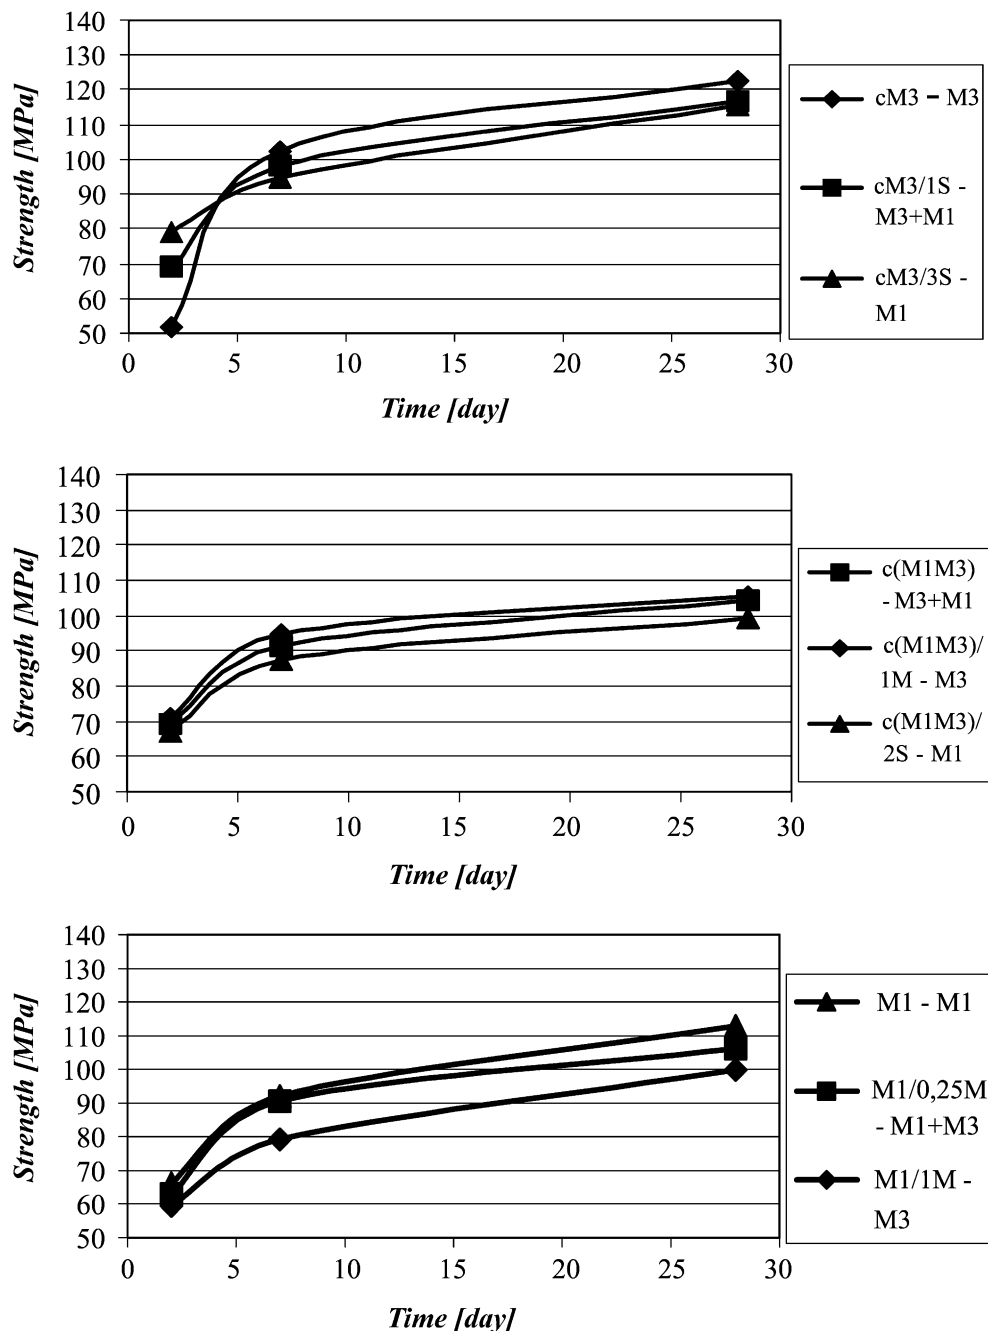 140
130
120
110
100
90
80
70
60
50
Strength [MPa]
0 5 10 15 20 25 30
Time [day]
cM3 – M3
cM3/1S -
M3+M1
cM3/3S -
M1
140
130
120
110
100
90
80
70
60
50
Strength [MPa]
0 5 10 15 20 25 30
Time [day]
c(M1M3)
- M3+M1
c(M1M3)/
1M - M3
c(M1M3)/
2S - M1
140
130
120
110
100
90
80
70
60
50
Strength [MPa]
0 5 10 15 20 25 30
Time [day]
M1 - M1
M1/0,25M
- M1+M3
M1/1M -
M3